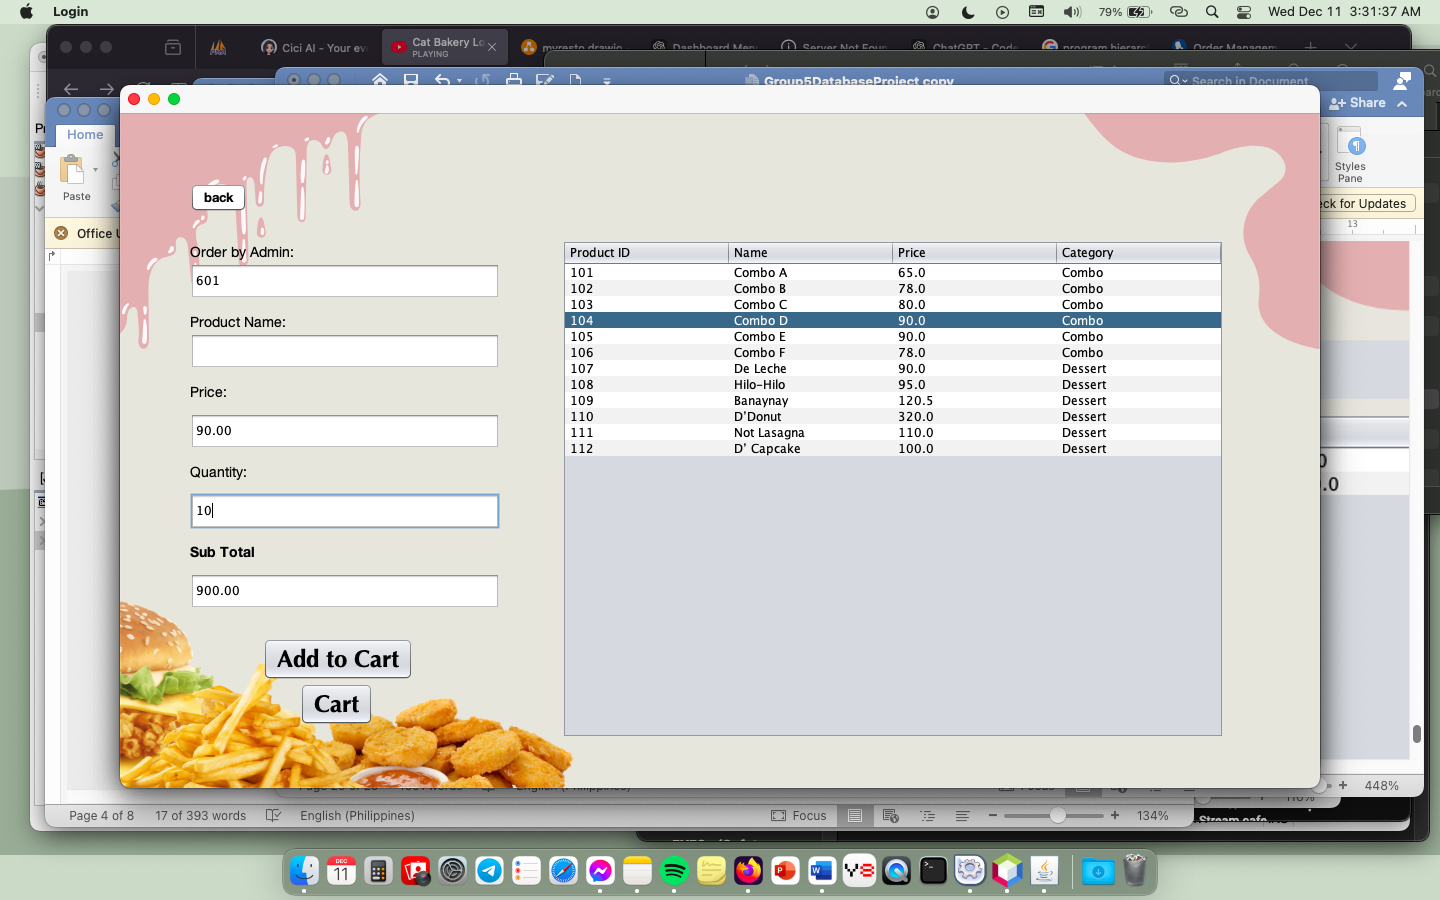 Login
79%
Wed Dec 11 3:31:37 AM
Cici AI - Your eve
Cat Bakery Lo
PLAYING
myresto.drawio
Dashboard Menu
Server Not Foun
ChatGPT - Code
program hierarc
Order Managem
Group5DatabaseProject copy
Search in Document
Share
Home
Paste
Styles
Pane
Office U
eck for Updates
13
back
Order by Admin:
601
Product Name:
Price:
90.00
Quantity:
10
Sub Total
900.00
Add to Cart
Cart
Product ID Name Price Category
101 Combo A 65.0 Combo
102 Combo B 78.0 Combo
103 Combo C 80.0 Combo
104 Combo D 90.0 Combo
105 Combo E 90.0 Combo
106 Combo F 78.0 Combo
107 De Leche 90.0 Dessert
108 Hilo-Hilo 95.0 Dessert
109 Banaynay 120.5 Dessert
110 D'Donut 320.0 Dessert
111 Not Lasagna 110.0 Dessert
112 D' Capcake 100.0 Dessert
448%
Page 4 of 8 17 of 393 words English (Philippines) Focus 134%
DEC
11